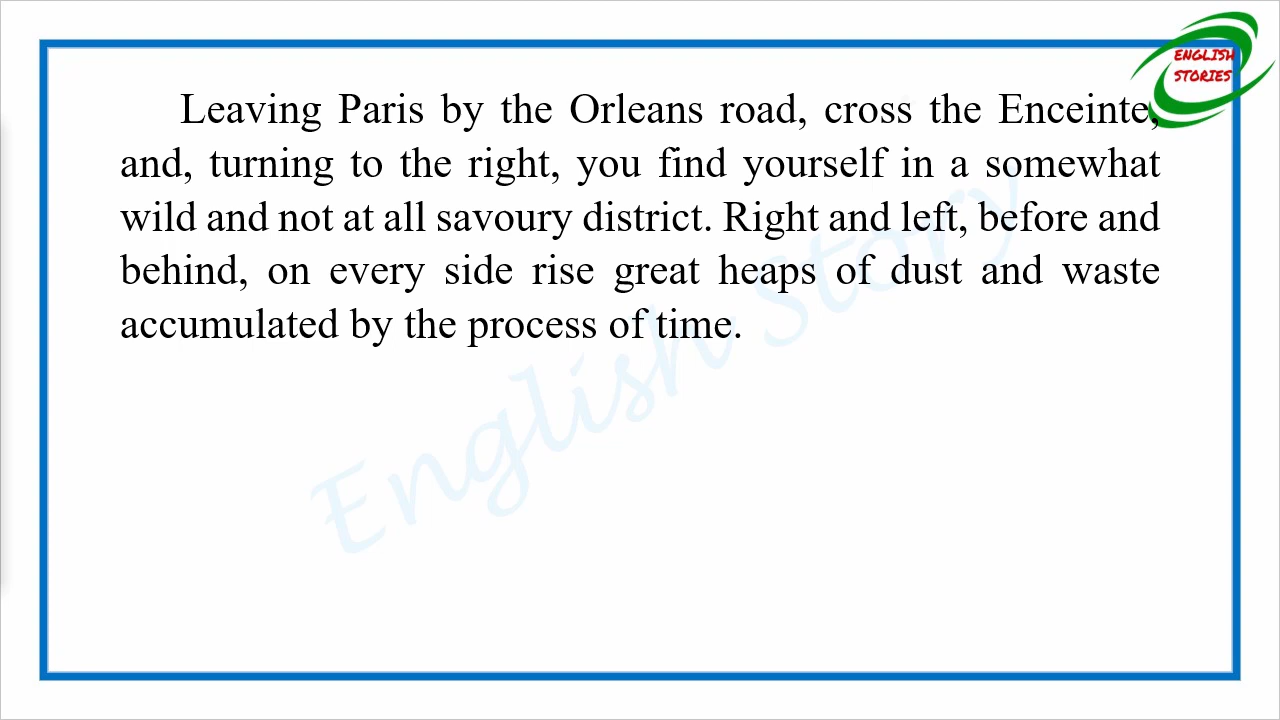 ENGLISH
STORIES
Leaving Paris by the Orleans road, cross the Enceinte,
and, turning to the right, you find yourself in a somewhat
wild and not at all savoury district. Right and left, before and
behind, on every side rise great heaps of dust and waste
accumulated by the process of time.
English Story